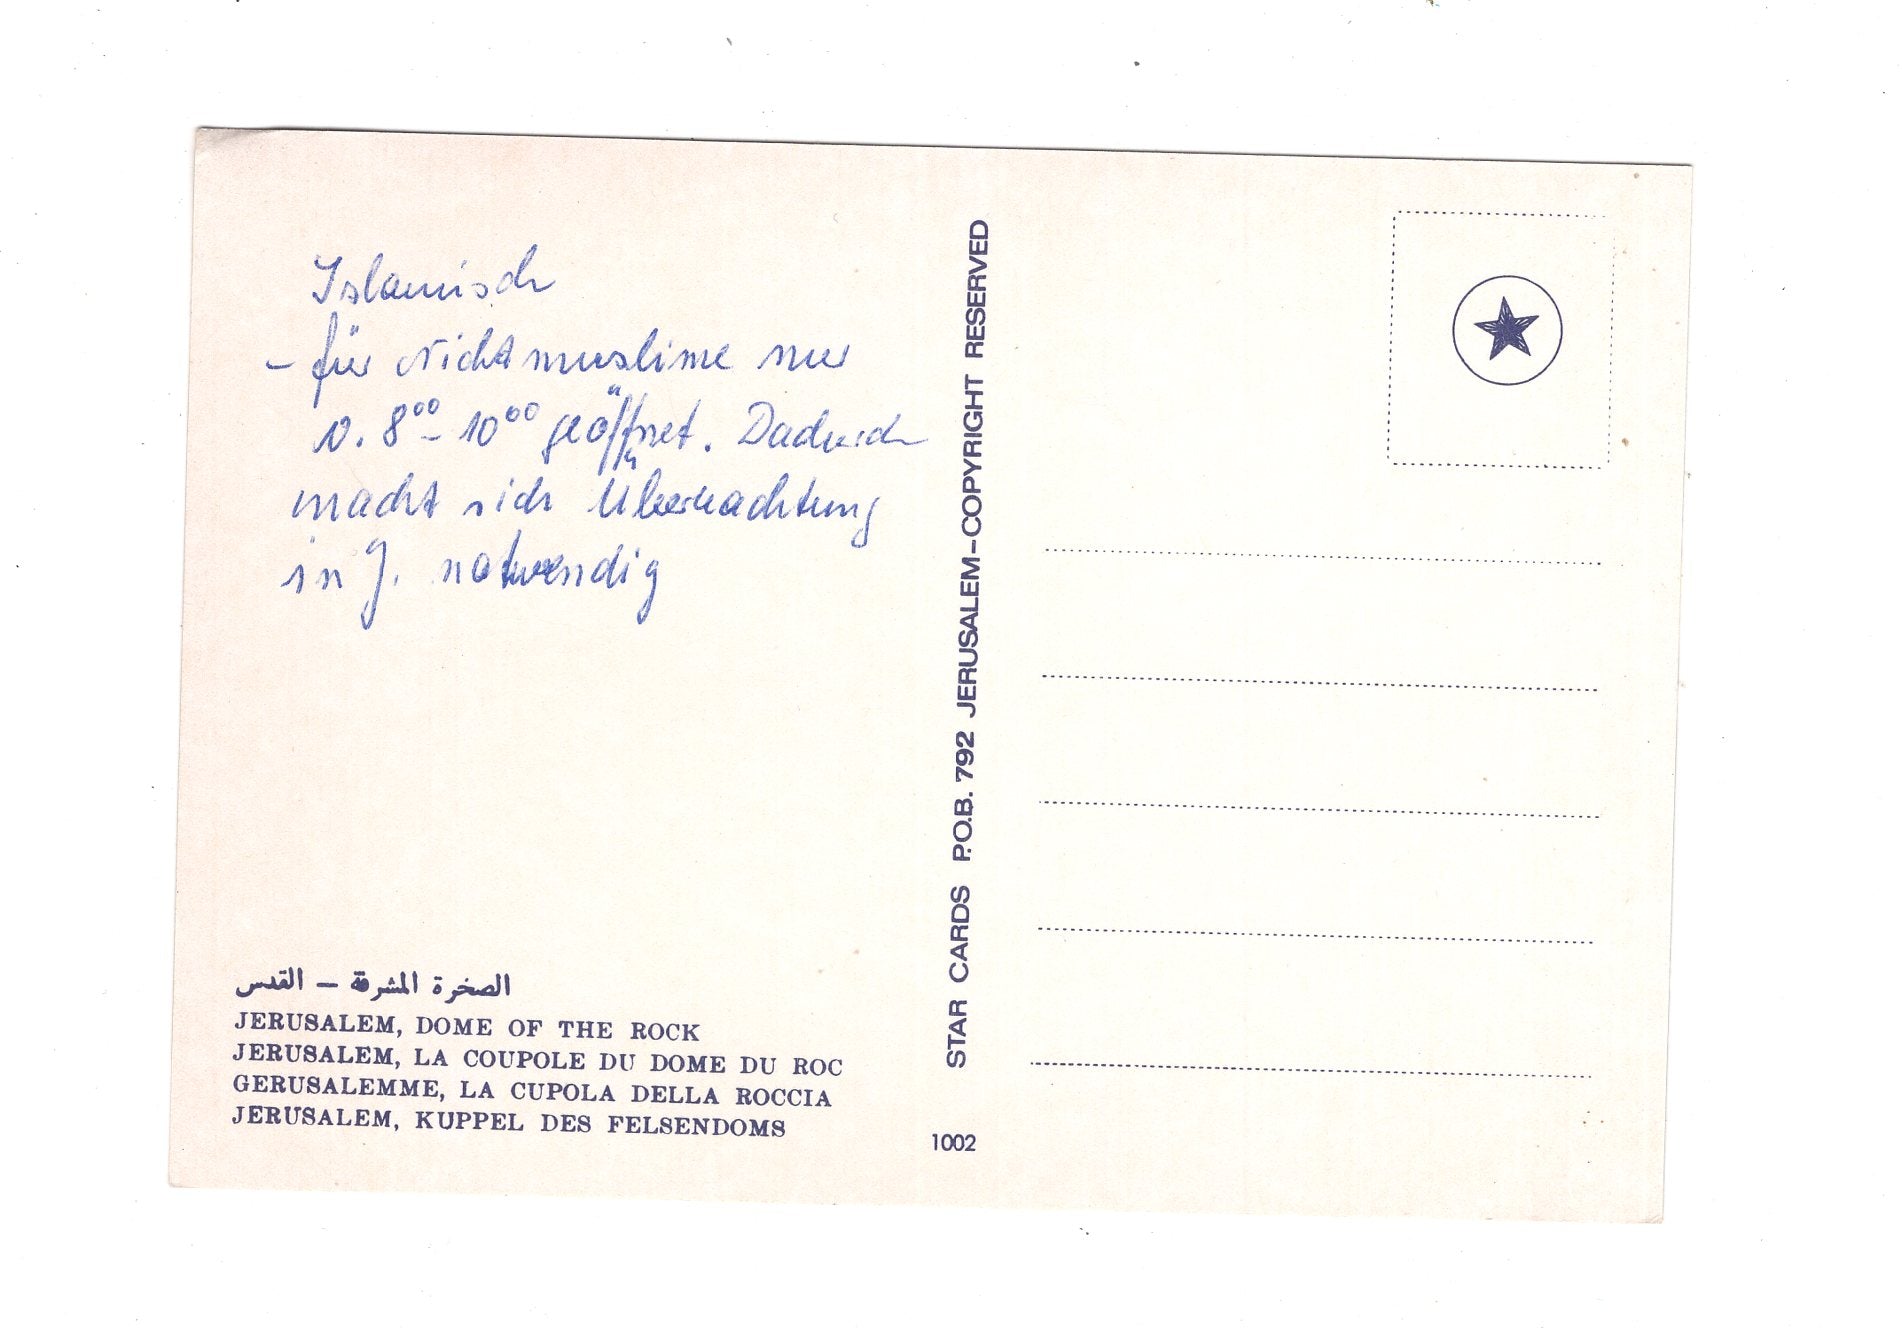 Islamisch
– für Nichtmuslime nur
v. 8⁰⁰ – 10⁰⁰ geöffnet. Dadurch
macht sich Übernachtung
in J. notwendig
الصخرة المشرفة — القدس
JERUSALEM, DOME OF THE ROCK
JERUSALEM, LA COUPOLE DU DOME DU ROC
GERUSALEMME, LA CUPOLA DELLA ROCCIA
JERUSALEM, KUPPEL DES FELSENDOMS
STAR CARDS P.O.B. 792 JERUSALEM–COPYRIGHT RESERVED
1002